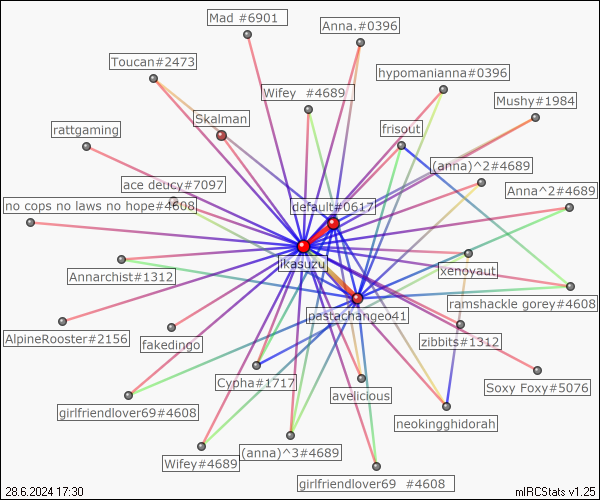 Mad #6901
Anna.#0396
Toucan#2473
hypomanianna#0396
Wifey  #4689
Mushy#1984
Skalman
rattgaming
frisout
(anna)^2#4689
ace deucy#7097
Anna^2#4689
no cops no laws no hope#4608
default#0617
ikasuzu
Annarchist#1312
xenoyaut
ramshackle gorey#4608
pastachangeo41
AlpineRooster#2156
fakedingo
zibbits#1312
Cypha#1717
Soxy Foxy#5076
avelicious
girlfriendlover69#4608
neokingghidorah
(anna)^3#4689
Wifey#4689
girlfriendlover69  #4608
28.6.2024 17:30
mIRCStats v1.25